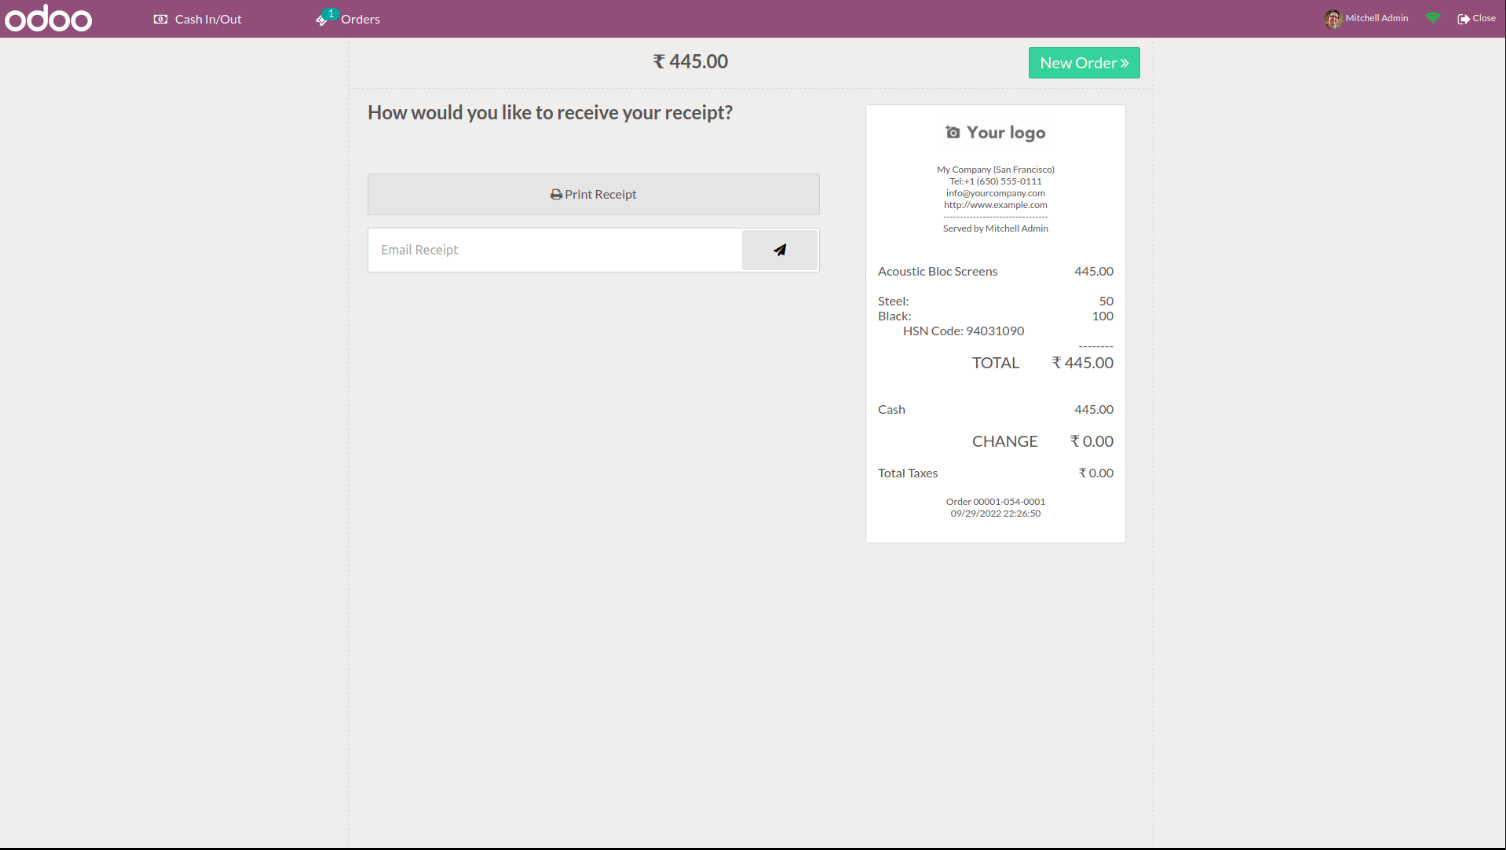 odoo
Cash In/Out
1
Orders
Mitchell Admin
Close
₹ 445.00
New Order
How would you like to receive your receipt?
Print Receipt
Email Receipt
Your logo
My Company (San Francisco)
Tel:+1 (650) 555-0111
info@yourcompany.com
http://www.example.com
--------------------------------
Served by Mitchell Admin
Acoustic Bloc Screens 445.00
Steel: 50
Black: 100
HSN Code: 94031090
--------
TOTAL ₹ 445.00
Cash 445.00
CHANGE ₹ 0.00
Total Taxes ₹ 0.00
Order 00001-054-0001
09/29/2022 22:26:50